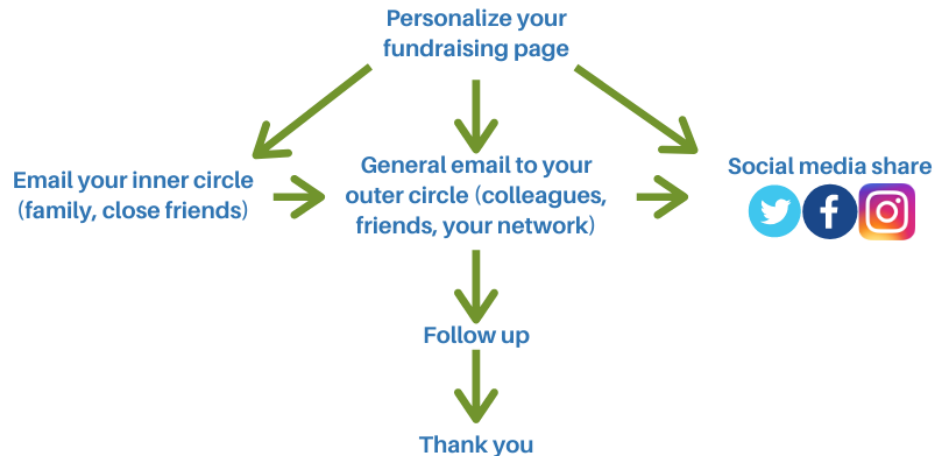 Personalize your
fundraising page
Email your inner circle
(family, close friends)
General email to your
outer circle (colleagues,
friends, your network)
Social media share
Follow up
Thank you